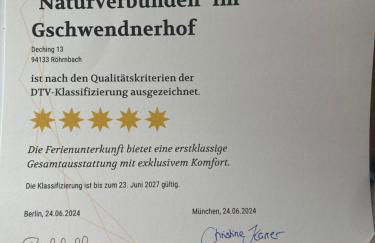 "Naturverbunden" im
Gschwendnerhof
Deching 13
94133 Röhrnbach
ist nach den Qualitätskriterien der
DTV-Klassifizierung ausgezeichnet.
Die Ferienunterkunft bietet eine erstklassige
Gesamtausstattung mit exklusivem Komfort.
Die Klassifizierung ist bis zum 23. Juni 2027 gültig.
Berlin, 24.06.2024
München, 24.06.2024
Christine